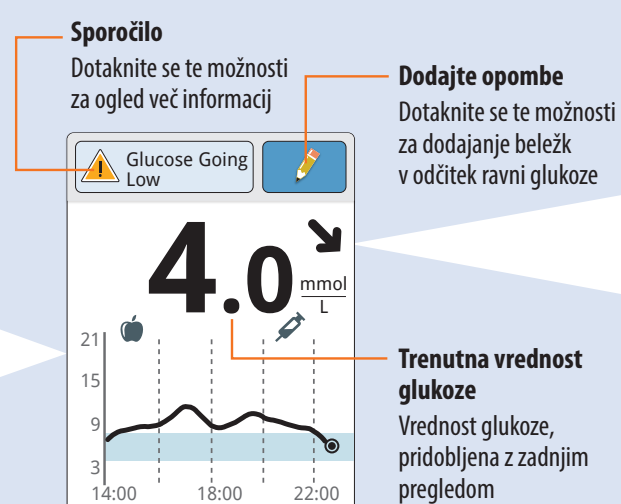 Sporočilo
Dotaknite se te možnosti
za ogled več informacij
Dodajte opombe
Dotaknite se te možnosti
za dodajanje beležk
v odčitek ravni glukoze
Glucose Going
Low
4.0
mmol
L
21
15
9
3
14:00
18:00
22:00
Trenutna vrednost
glukoze
Vrednost glukoze,
pridobljena z zadnjim
pregledom